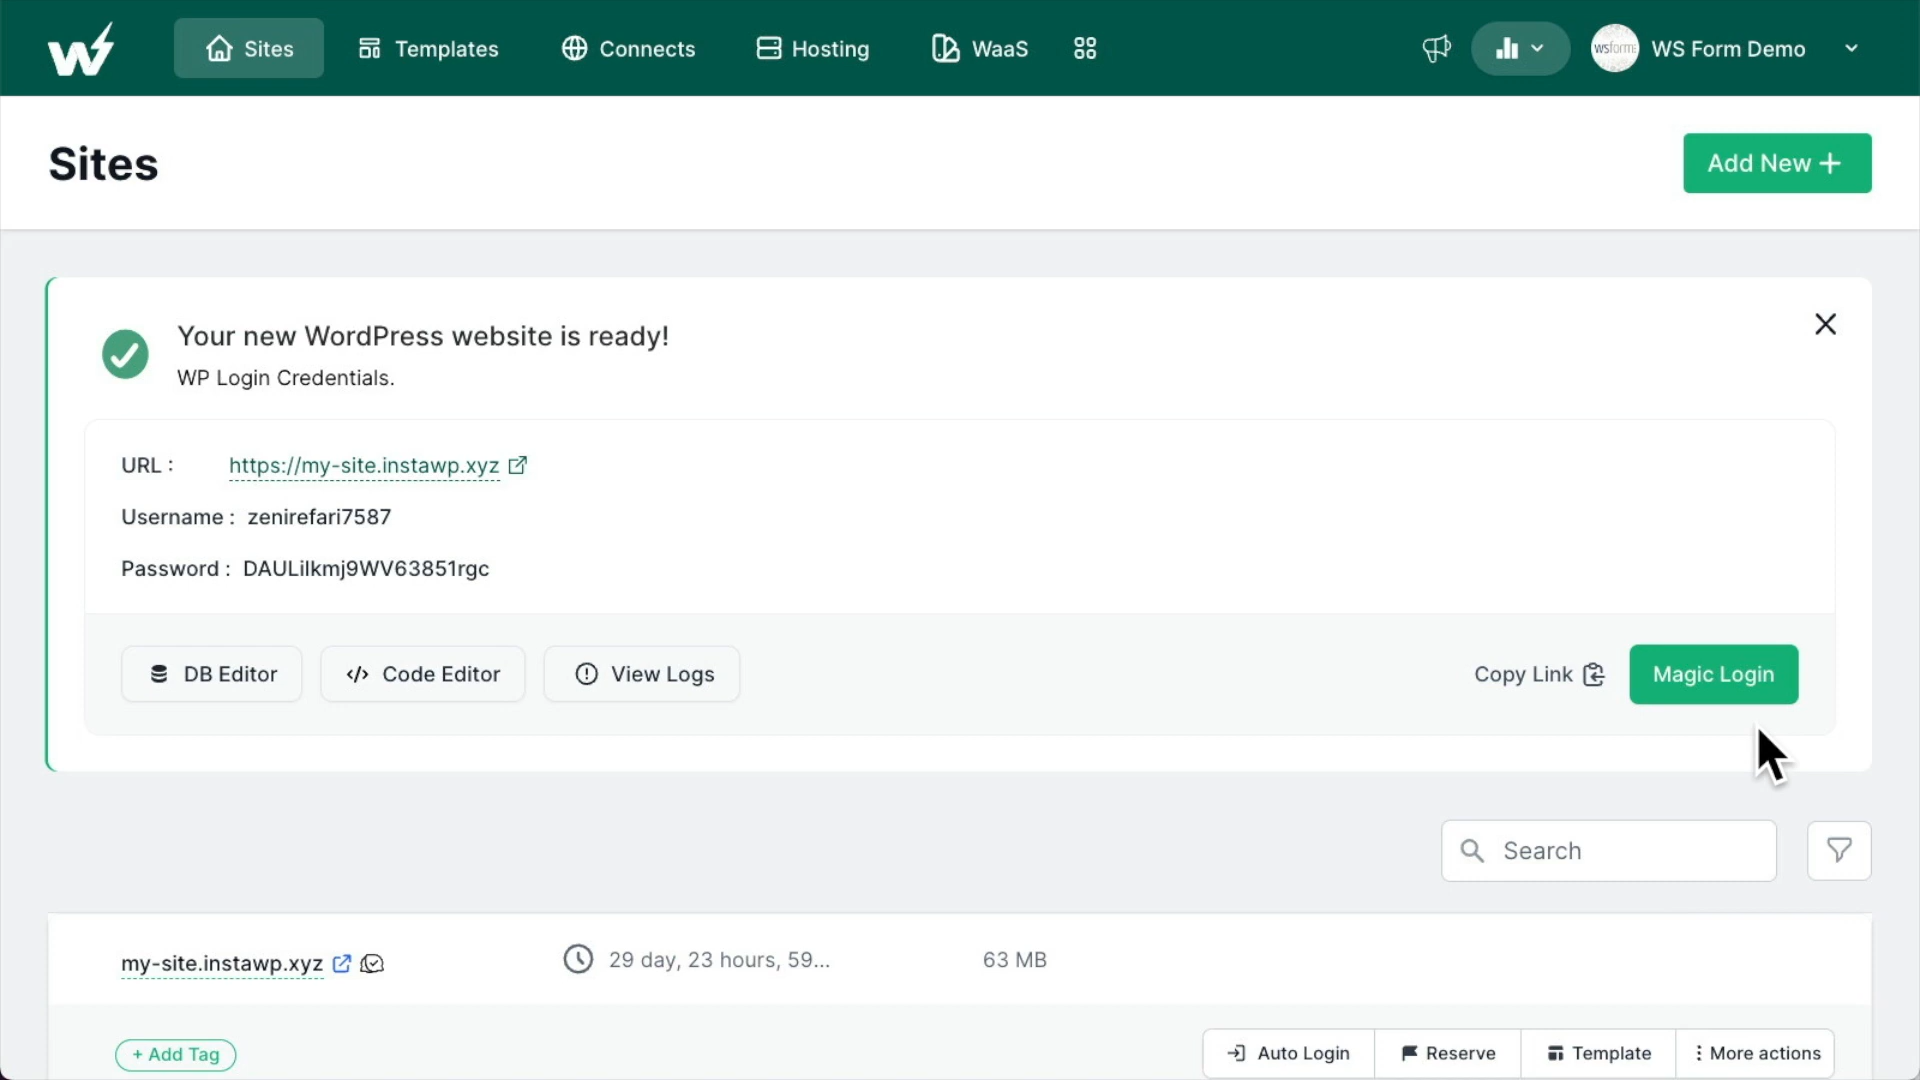 Sites
Templates
Connects
Hosting
WaaS
wsform
WS Form Demo
Sites
Add New
Your new WordPress website is ready!
WP Login Credentials.
URL :
https://my-site.instawp.xyz
Username : zenirefari7587
Password : DAULilkmj9WV63851rgc
DB Editor
Code Editor
View Logs
Copy Link
Magic Login
Search
my-site.instawp.xyz
29 day, 23 hours, 59...
63 MB
+ Add Tag
Auto Login
Reserve
Template
More actions